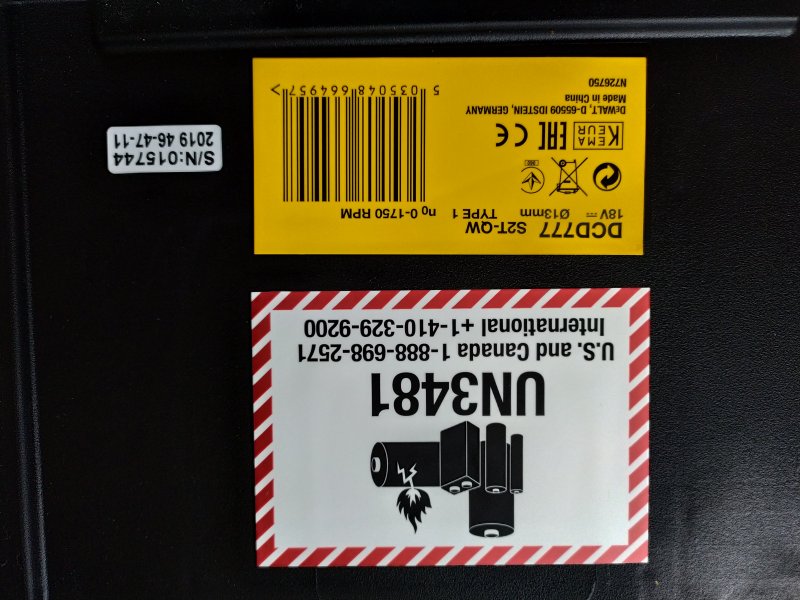 UN3481
U.S. and Canada 1-888-698-2571
International +1-410-329-9200
DCD777 S2T-QW
18V Ø13mm TYPE 1
n₀ 0-1750 RPM
KEMA
KEUR
EAC CE
DEWALT, D-65509 IDSTEIN, GERMANY
Made in China
N726750
5 035048 664957 >
S/N:015744
2019 46-47-11